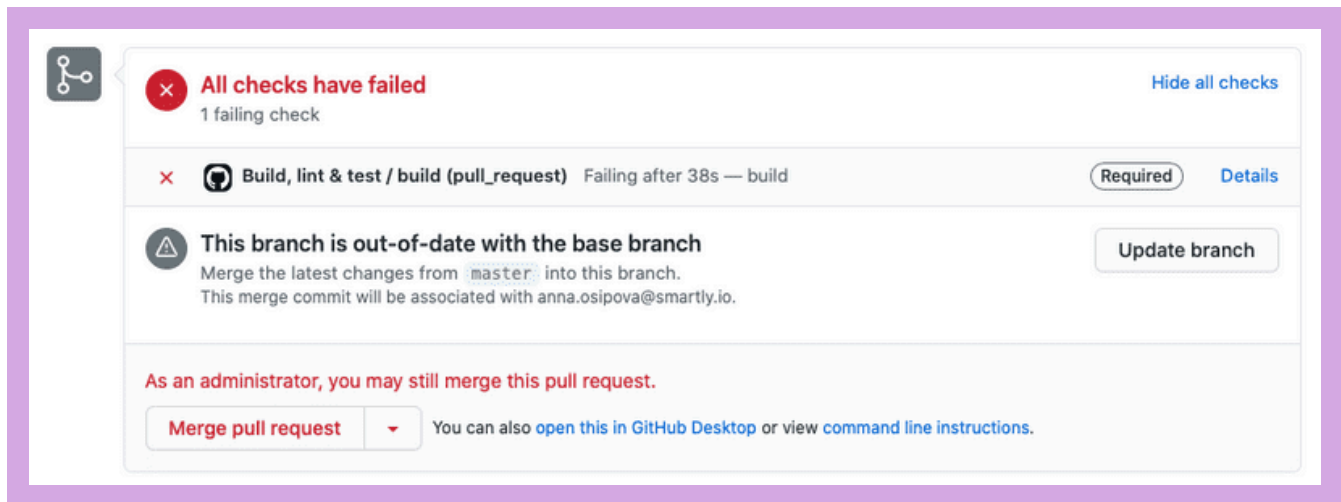 All checks have failed
Hide all checks
1 failing check
Build, lint & test / build (pull_request) Failing after 38s — build
Required
Details
This branch is out-of-date with the base branch
Update branch
Merge the latest changes from master into this branch.
This merge commit will be associated with anna.osipova@smartly.io.
As an administrator, you may still merge this pull request.
Merge pull request
You can also open this in GitHub Desktop or view command line instructions.